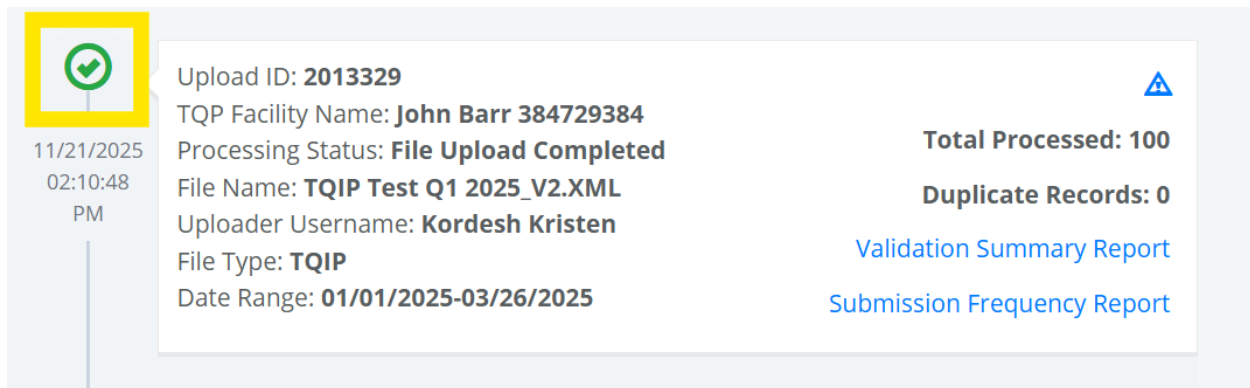 11/21/2025
02:10:48
PM
Upload ID: 2013329
TQP Facility Name: John Barr 384729384
Processing Status: File Upload Completed
File Name: TQIP Test Q1 2025_V2.XML
Uploader Username: Kordesh Kristen
File Type: TQIP
Date Range: 01/01/2025-03/26/2025
Total Processed: 100
Duplicate Records: 0
Validation Summary Report
Submission Frequency Report